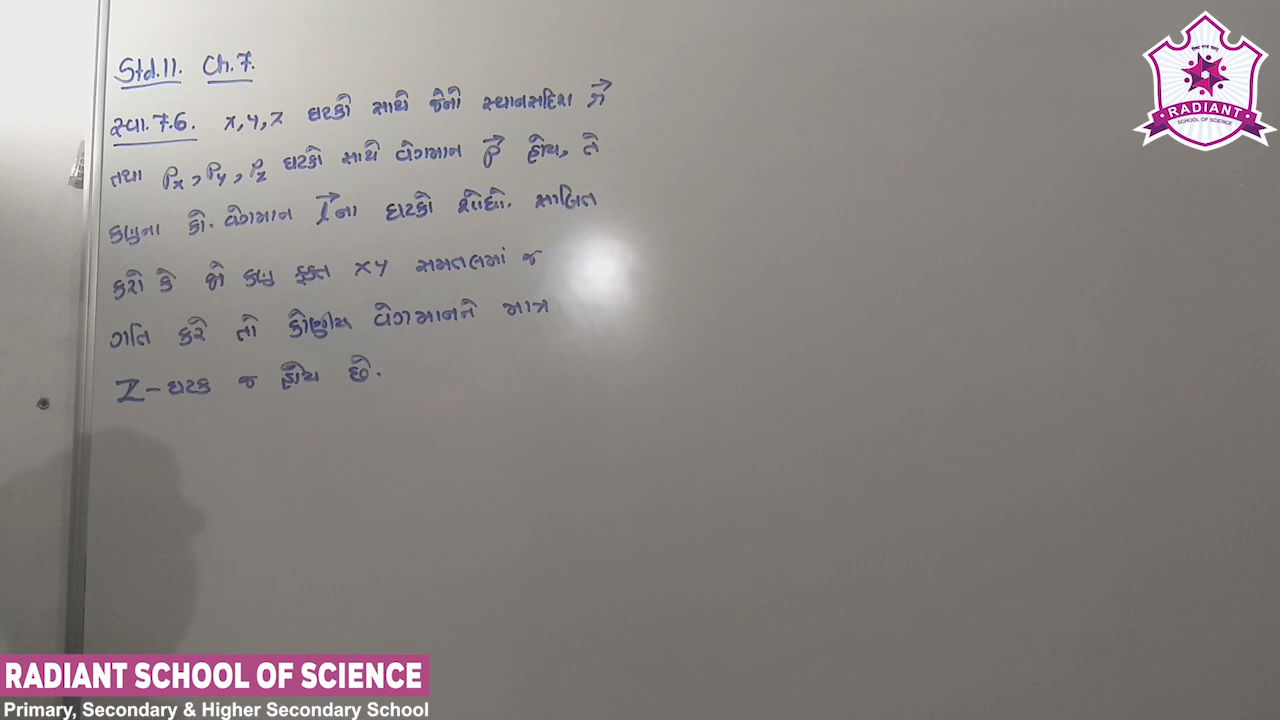 Std.11. Ch.7.
સ્વા.7.6. x,y,z ઘટકો સાથે જેનો સ્થાનસદિશ r⃗
તથા Px, Py, Pz ઘટકો સાથે વેગમાન P⃗ હોય, તે
કણના કો. વેગમાન l⃗ ના ઘટકો શોધો. સાબિત
કરો કે જો કણ ફક્ત xy સમતલમાં જ
ગતિ કરે તો કોણીય વેગમાનને માત્ર
Z-ઘટક જ હોય છે.
RADIANT
SCHOOL OF SCIENCE
RADIANT SCHOOL OF SCIENCE
Primary, Secondary & Higher Secondary School